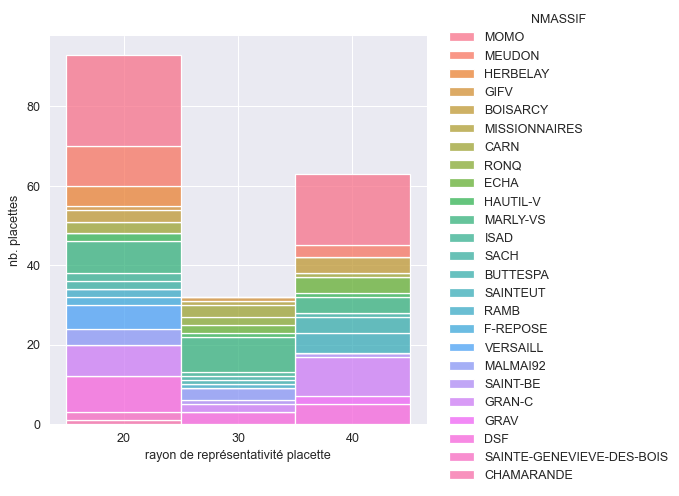 NMASSIF
MOMO
MEUDON
HERBELAY
GIFV
BOISARCY
MISSIONNAIRES
CARN
RONQ
ECHA
HAUTIL-V
MARLY-VS
ISAD
SACH
BUTTESPA
SAINTEUT
RAMB
F-REPOSE
VERSAILL
MALMAI92
SAINT-BE
GRAN-C
GRAV
DSF
SAINTE-GENEVIEVE-DES-BOIS
CHAMARANDE
nb. placettes
80
60
40
20
0
20 30 40
rayon de représentativité placette